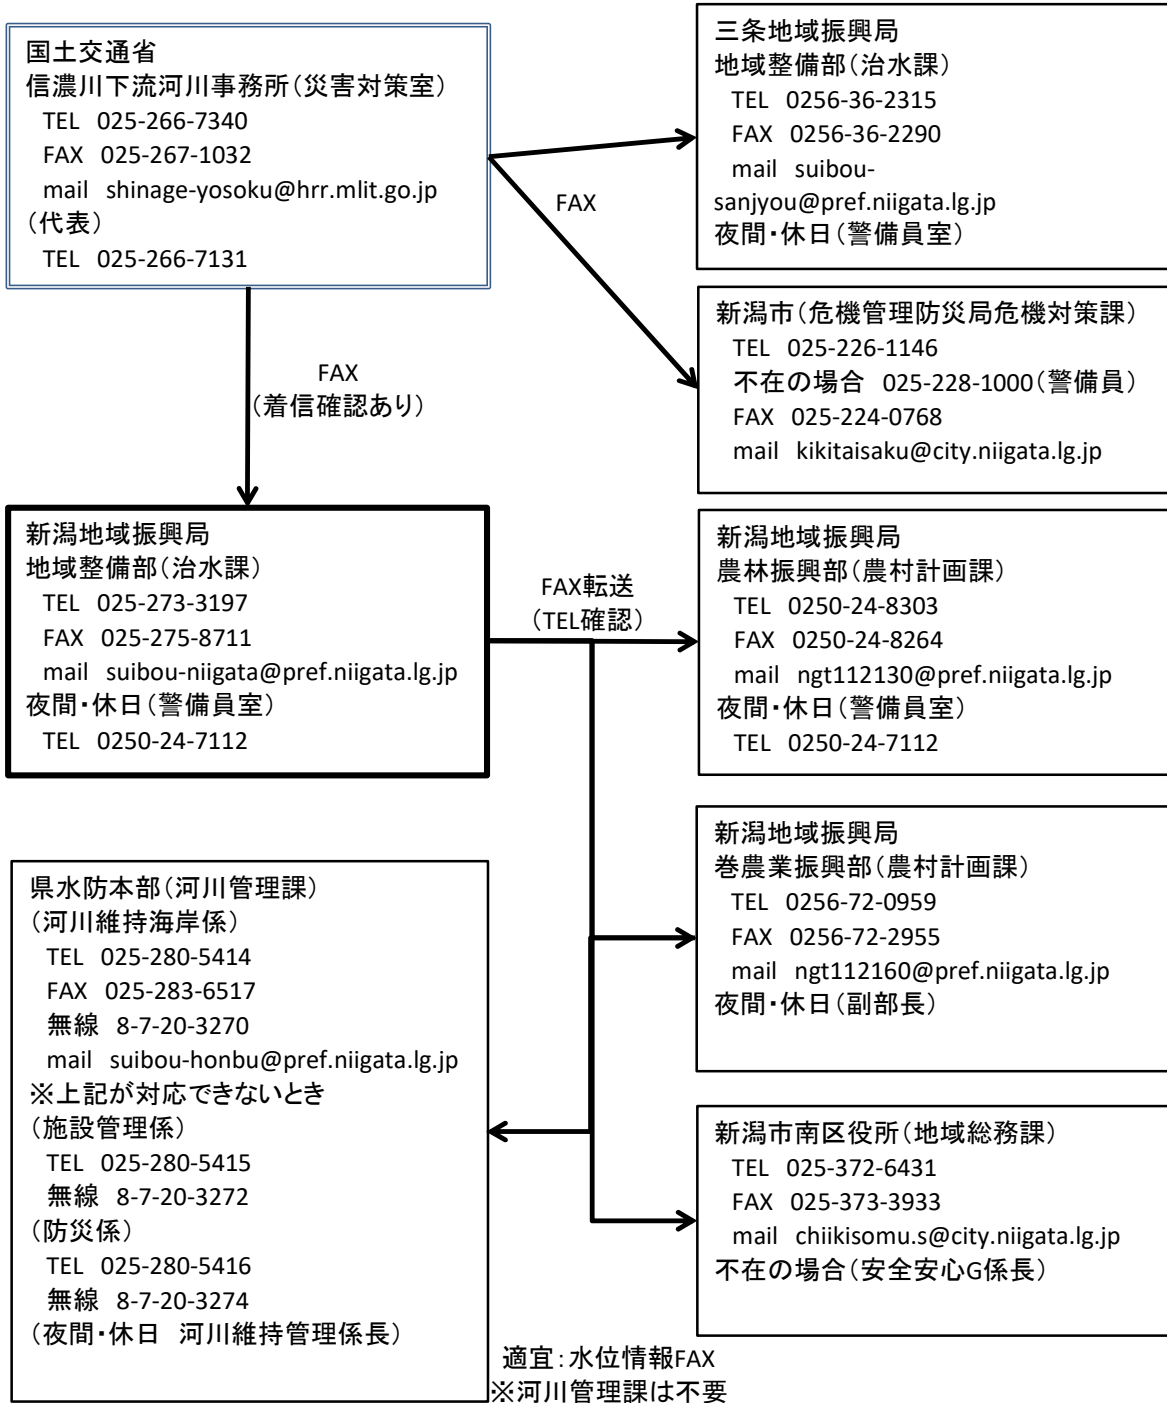 国土交通省
信濃川下流河川事務所(災害対策室)
TEL 025-266-7340
FAX 025-267-1032
mail shinage-yosoku@hrr.mlit.go.jp
(代表)
TEL 025-266-7131
三条地域振興局
地域整備部(治水課)
TEL 0256-36-2315
FAX 0256-36-2290
mail suibou-
sanjyou@pref.niigata.lg.jp
夜間・休日(警備員室)
FAX
新潟市(危機管理防災局危機対策課)
TEL 025-226-1146
不在の場合 025-228-1000(警備員)
FAX 025-224-0768
mail kikitaisaku@city.niigata.lg.jp
FAX
(着信確認あり)
新潟地域振興局
地域整備部(治水課)
TEL 025-273-3197
FAX 025-275-8711
mail suibou-niigata@pref.niigata.lg.jp
夜間・休日(警備員室)
TEL 0250-24-7112
FAX転送
(TEL確認)
新潟地域振興局
農林振興部(農村計画課)
TEL 0250-24-8303
FAX 0250-24-8264
mail ngt112130@pref.niigata.lg.jp
夜間・休日(警備員室)
TEL 0250-24-7112
新潟地域振興局
巻農業振興部(農村計画課)
TEL 0256-72-0959
FAX 0256-72-2955
mail ngt112160@pref.niigata.lg.jp
夜間・休日(副部長)
県水防本部(河川管理課)
(河川維持海岸係)
TEL 025-280-5414
FAX 025-283-6517
無線 8-7-20-3270
mail suibou-honbu@pref.niigata.lg.jp
※上記が対応できないとき
(施設管理係)
TEL 025-280-5415
無線 8-7-20-3272
(防災係)
TEL 025-280-5416
無線 8-7-20-3274
(夜間・休日 河川維持管理係長)
新潟市南区役所(地域総務課)
TEL 025-372-6431
FAX 025-373-3933
mail chiikisomu.s@city.niigata.lg.jp
不在の場合(安全安心G係長)
適宜:水位情報FAX
※河川管理課は不要